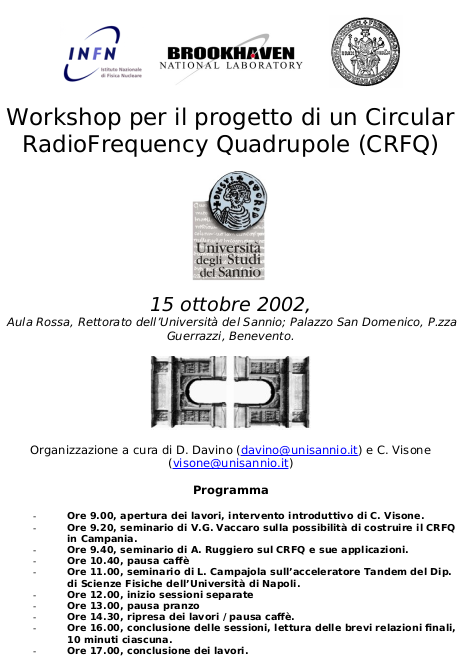 INFN
Istituto Nazionale
di Fisica Nucleare
BROOKHAVEN
NATIONAL LABORATORY
Workshop per il progetto di un Circular
RadioFrequency Quadrupole (CRFQ)
Università
degli Studi
del Sannio
15 ottobre 2002,
Aula Rossa, Rettorato dell'Università del Sannio; Palazzo San Domenico, P.zza
Guerrazzi, Benevento.
Organizzazione a cura di D. Davino (davino@unisannio.it) e C. Visone
(visone@unisannio.it)
Programma
- Ore 9.00, apertura dei lavori, intervento introduttivo di C. Visone.
- Ore 9.20, seminario di V.G. Vaccaro sulla possibilità di costruire il CRFQ
in Campania.
- Ore 9.40, seminario di A. Ruggiero sul CRFQ e sue applicazioni.
- Ore 10.40, pausa caffè
- Ore 11.00, seminario di L. Campajola sull'acceleratore Tandem del Dip.
di Scienze Fisiche dell'Università di Napoli.
- Ore 12.00, inizio sessioni separate
- Ore 13.00, pausa pranzo
- Ore 14.30, ripresa dei lavori / pausa caffè.
- Ore 16.00, conclusione delle sessioni, lettura delle brevi relazioni finali,
10 minuti ciascuna.
- Ore 17.00, conclusione dei lavori.